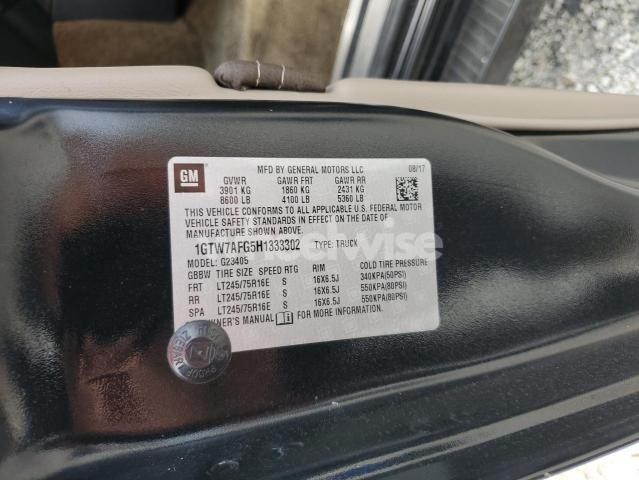 GM
MFD BY GENERAL MOTORS LLC 08/17
GVWR GAWR FRT GAWR RR
3901 KG 1860 KG 2431 KG
8600 LB 4100 LB 5360 LB
THIS VEHICLE CONFORMS TO ALL APPLICABLE U.S. FEDERAL MOTOR
VEHICLE SAFETY STANDARDS IN EFFECT ON THE DATE OF
MANUFACTURE SHOWN ABOVE.
1GTW7AFG5H1333302 TYPE: TRUCK
MODEL: G23405
GBBW TIRE SIZE SPEED RTG RIM COLD TIRE PRESSURE
FRT LT245/75R16E S 16X6.5J 340KPA(50PSI)
RR LT245/75R16E S 16X6.5J 550KPA(80PSI)
SPA LT245/75R16E S 16X6.5J 550KPA(80PSI)
OWNER'S MANUAL FOR MORE INFORMATION.